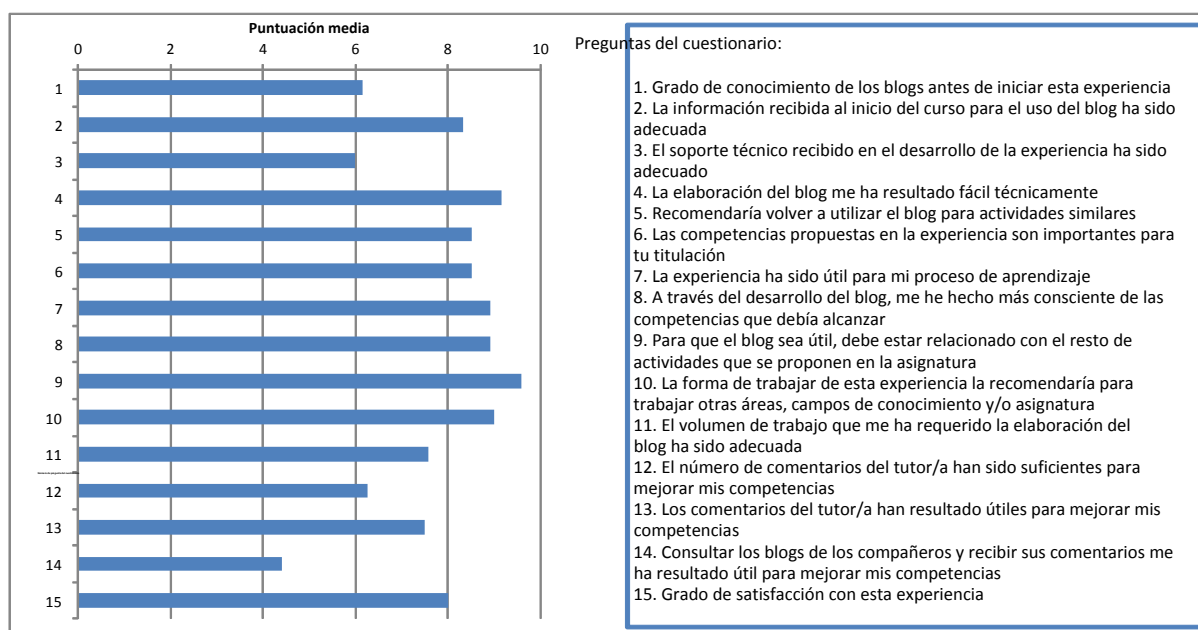 Puntuación media
0 2 4 6 8 10
1
2
3
4
5
6
7
8
9
10
11
12
13
14
15
Preguntas del cuestionario:
1. Grado de conocimiento de los blogs antes de iniciar esta experiencia
2. La información recibida al inicio del curso para el uso del blog ha sido
adecuada
3. El soporte técnico recibido en el desarrollo de la experiencia ha sido
adecuado
4. La elaboración del blog me ha resultado fácil técnicamente
5. Recomendaría volver a utilizar el blog para actividades similares
6. Las competencias propuestas en la experiencia son importantes para
tu titulación
7. La experiencia ha sido útil para mi proceso de aprendizaje
8. A través del desarrollo del blog, me he hecho más consciente de las
competencias que debía alcanzar
9. Para que el blog sea útil, debe estar relacionado con el resto de
actividades que se proponen en la asignatura
10. La forma de trabajar de esta experiencia la recomendaría para
trabajar otras áreas, campos de conocimiento y/o asignatura
11. El volumen de trabajo que me ha requerido la elaboración del
blog ha sido adecuada
12. El número de comentarios del tutor/a han sido suficientes para
mejorar mis competencias
13. Los comentarios del tutor/a han resultado útiles para mejorar mis
competencias
14. Consultar los blogs de los compañeros y recibir sus comentarios me
ha resultado útil para mejorar mis competencias
15. Grado de satisfacción con esta experiencia